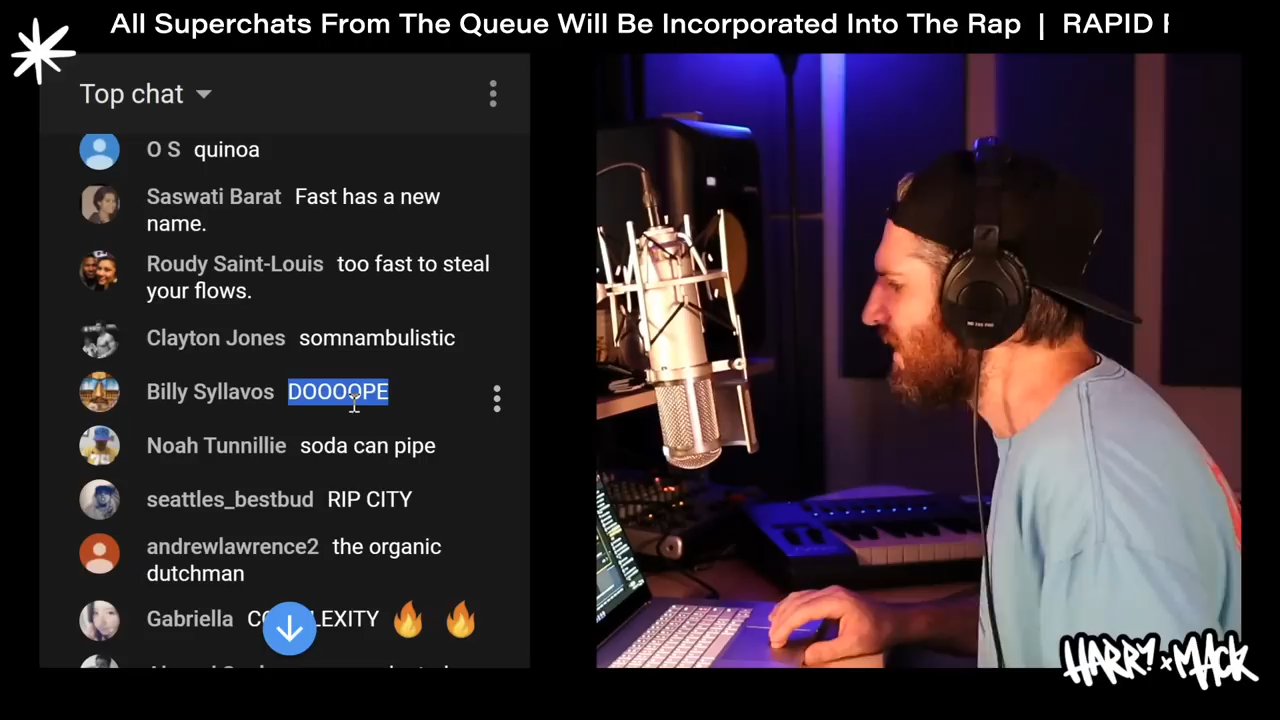 All Superchats From The Queue Will Be Incorporated Into The Rap | RAPID
Top chat
O S quinoa
Saswati Barat Fast has a new
name.
Roudy Saint-Louis too fast to steal
your flows.
Clayton Jones somnambulistic
Billy Syllavos DOOOOPE
Noah Tunnillie soda can pipe
seattles_bestbud RIP CITY
andrewlawrence2 the organic
dutchman
Gabriella
HARRY MACK